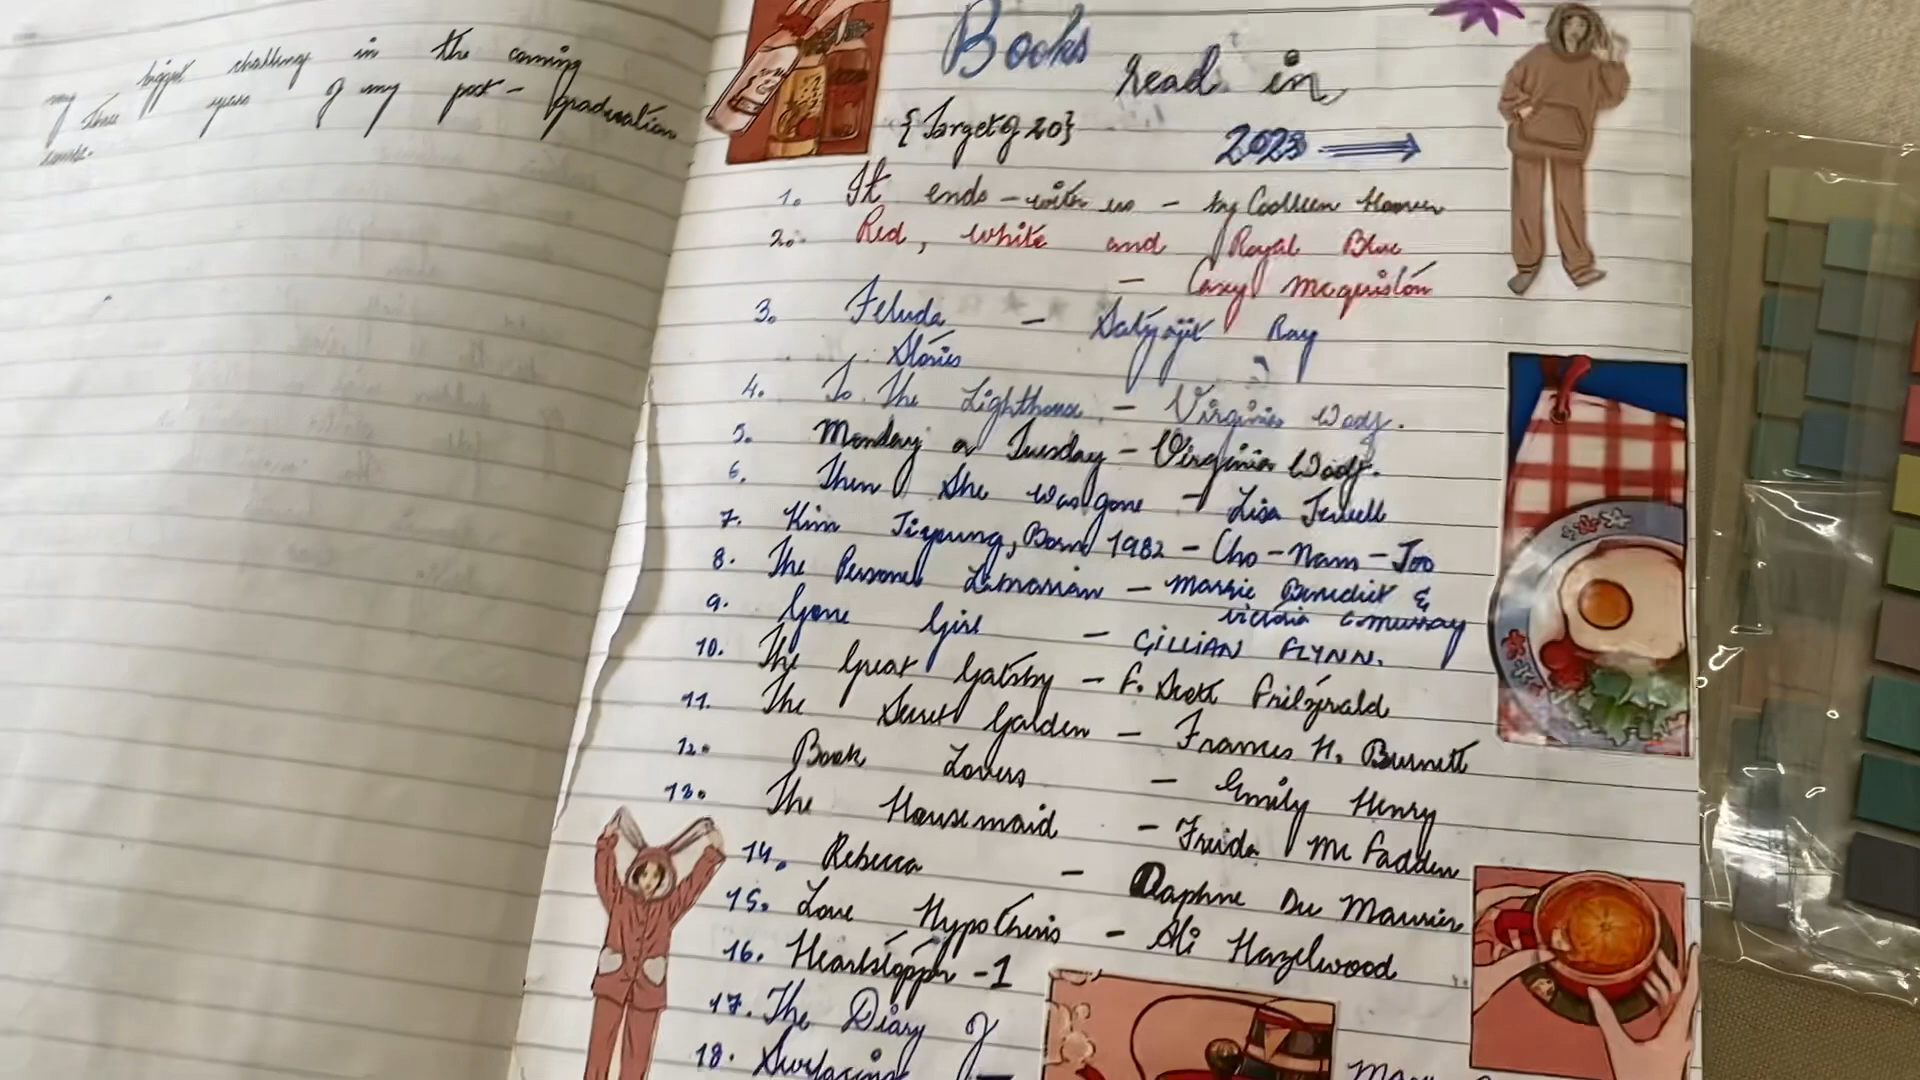 my biggest challenge in the coming
three years of my post - graduation
Books
read in
{Target of 20}
2023
1. It ends - with us - by Coolleen Hoover
2. Red, white and Royal Blue
- Casey Mcquiston
3. Feluda - Satyajit Ray
Stories
4. To The Lighthouse - Virginia Woolf.
5. Monday or Tuesday - Virginia Woolf.
6. Then She was gone - Lisa Jewell
7. Kim Jiyoung, Born 1982 - Cho - Nam - Joo
8. The Personal Librarian - Marie Benedict &
Victoria C Murray
9. Gone Girl - GILLIAN FLYNN.
10. The Great Gatsby - F. Scott Fritzgrald
11. The Secret Garden - Frances H. Burnett
12. Book Lovers - Emily Henry
13. The Housemaid - Freida Mc Fadden
14. Rebecca - Daphne Du Maurier
15. Love Hypothesis - Ali Hazelwood
16. Heartstopper - 1
17. The Diary of
18. Surfacing -